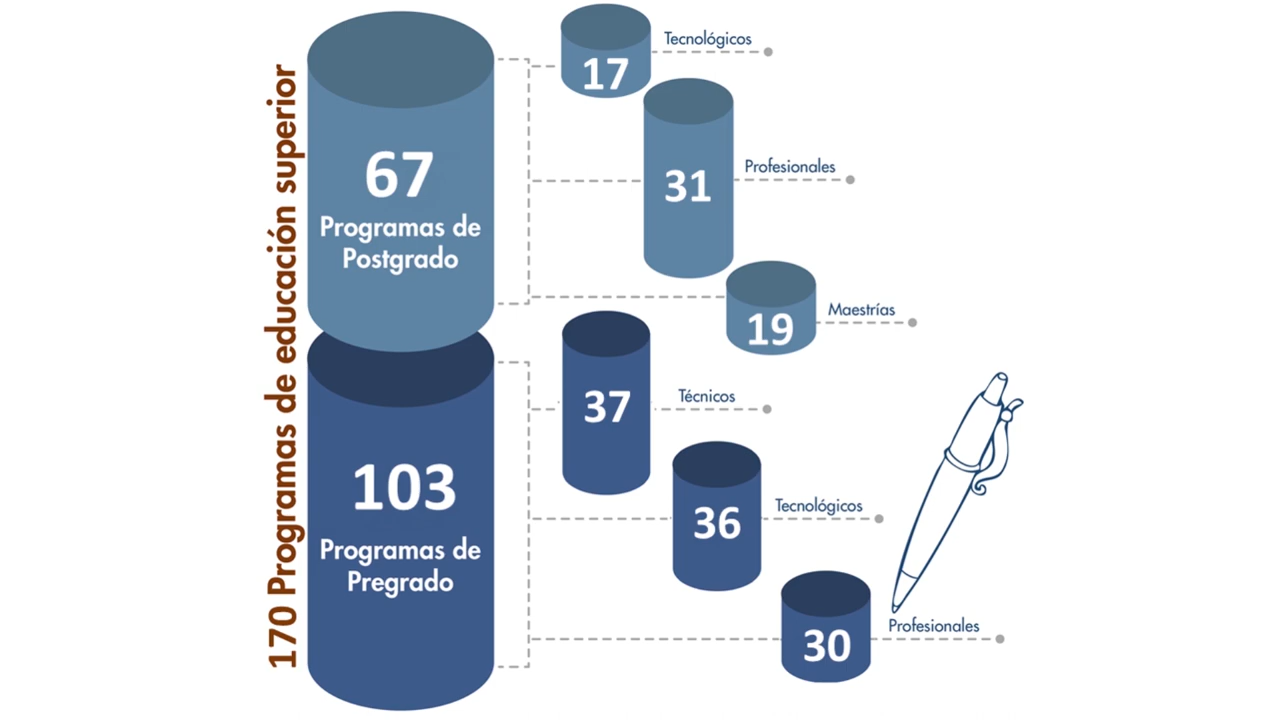 170 Programas de educación superior
67
Programas de
Postgrado
17
Tecnológicos
31
Profesionales
19
Maestrías
103
Programas de
Pregrado
37
Técnicos
36
Tecnológicos
30
Profesionales